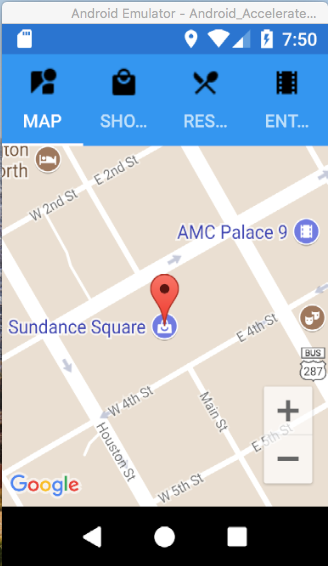 Android Emulator - Android_Accelerate...
7:50
MAP SHO... RES... ENT...
ton
orth
E 2nd St
W 2nd St
AMC Palace 9
Sundance Square
E 4th St
BUS
287
W 4th St
Main St
Houston St
E 5th St
W 5th St
+
−
Google